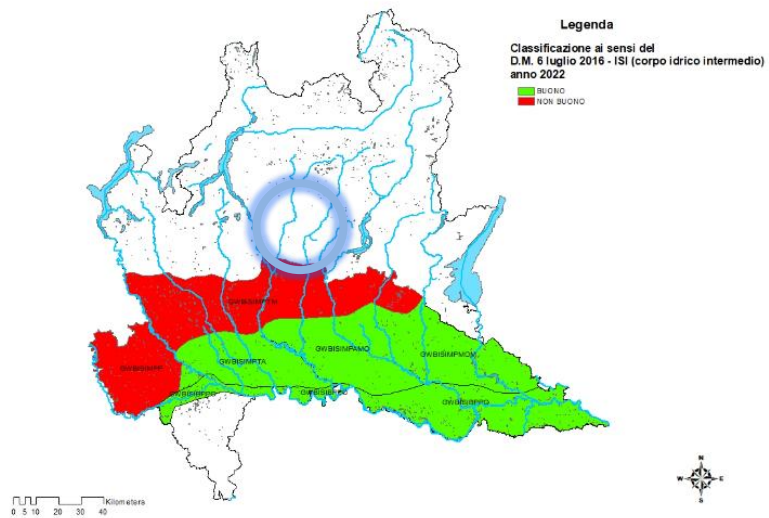 Legenda
Classificazione ai sensi del
D.M. 6 luglio 2016 - ISI (corpo idrico intermedio)
anno 2022
BUONO
NON BUONO
GWBISIMPTA
GWBISIMPAMO
GWBISIMPMOM
N
W
E
S
Kilometers
0 5 10 20 30 40